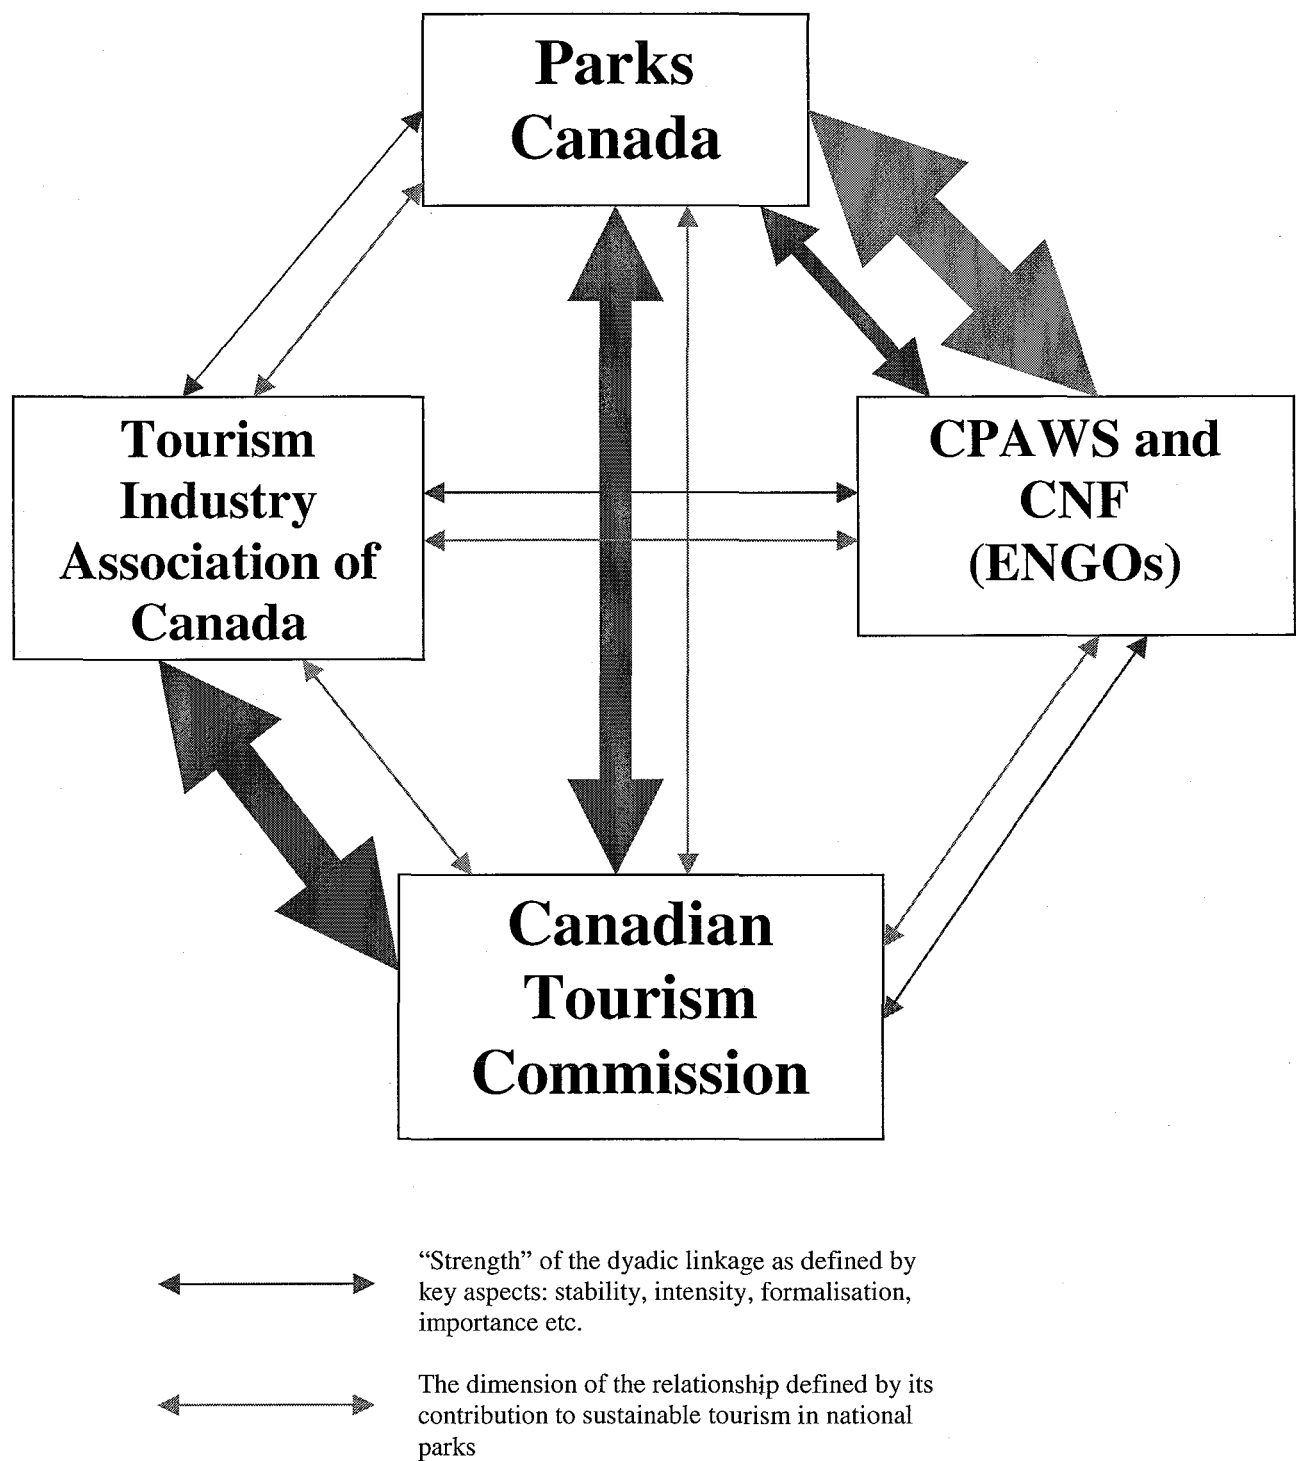 Parks
Canada
Tourism
Industry
Association of
Canada
CPAWS and
CNF
(ENGOs)
Canadian
Tourism
Commission
“Strength” of the dyadic linkage as defined by
key aspects: stability, intensity, formalisation,
importance etc.
The dimension of the relationship defined by its
contribution to sustainable tourism in national
parks